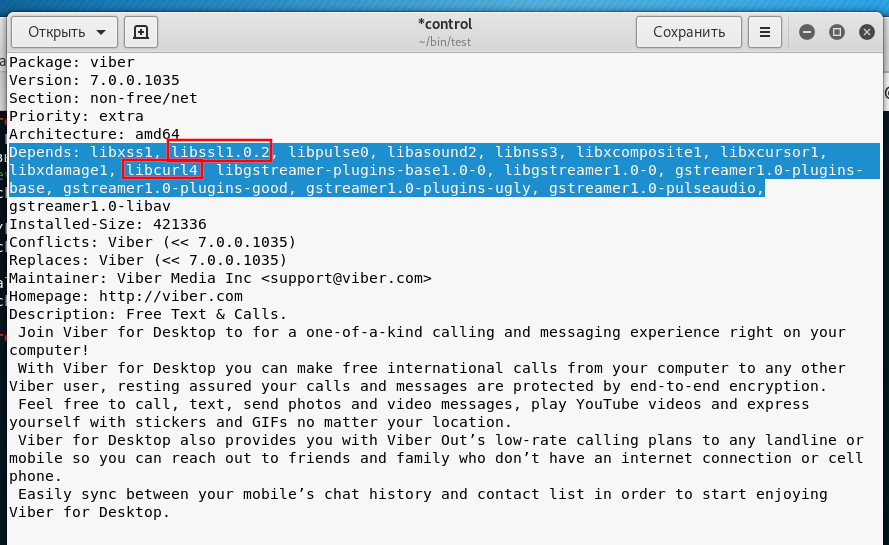 *control
~/bin/test
Открыть
Сохранить
Package: viber
Version: 7.0.0.1035
Section: non-free/net
Priority: extra
Architecture: amd64
Depends: libxss1, libssl1.0.2, libpulse0, libasound2, libnss3, libxcomposite1, libxcursor1,
libxdamage1, libcurl4, libgstreamer-plugins-base1.0-0, libgstreamer1.0-0, gstreamer1.0-plugins-
base, gstreamer1.0-plugins-good, gstreamer1.0-plugins-ugly, gstreamer1.0-pulseaudio,
gstreamer1.0-libav
Installed-Size: 421336
Conflicts: Viber (<< 7.0.0.1035)
Replaces: Viber (<< 7.0.0.1035)
Maintainer: Viber Media Inc <support@viber.com>
Homepage: http://viber.com
Description: Free Text & Calls.
Join Viber for Desktop to for a one-of-a-kind calling and messaging experience right on your
computer!
With Viber for Desktop you can make free international calls from your computer to any other
Viber user, resting assured your calls and messages are protected by end-to-end encryption.
Feel free to call, text, send photos and video messages, play YouTube videos and express
yourself with stickers and GIFs no matter your location.
Viber for Desktop also provides you with Viber Out’s low-rate calling plans to any landline or
mobile so you can reach out to friends and family who don’t have an internet connection or cell
phone.
Easily sync between your mobile’s chat history and contact list in order to start enjoying
Viber for Desktop.